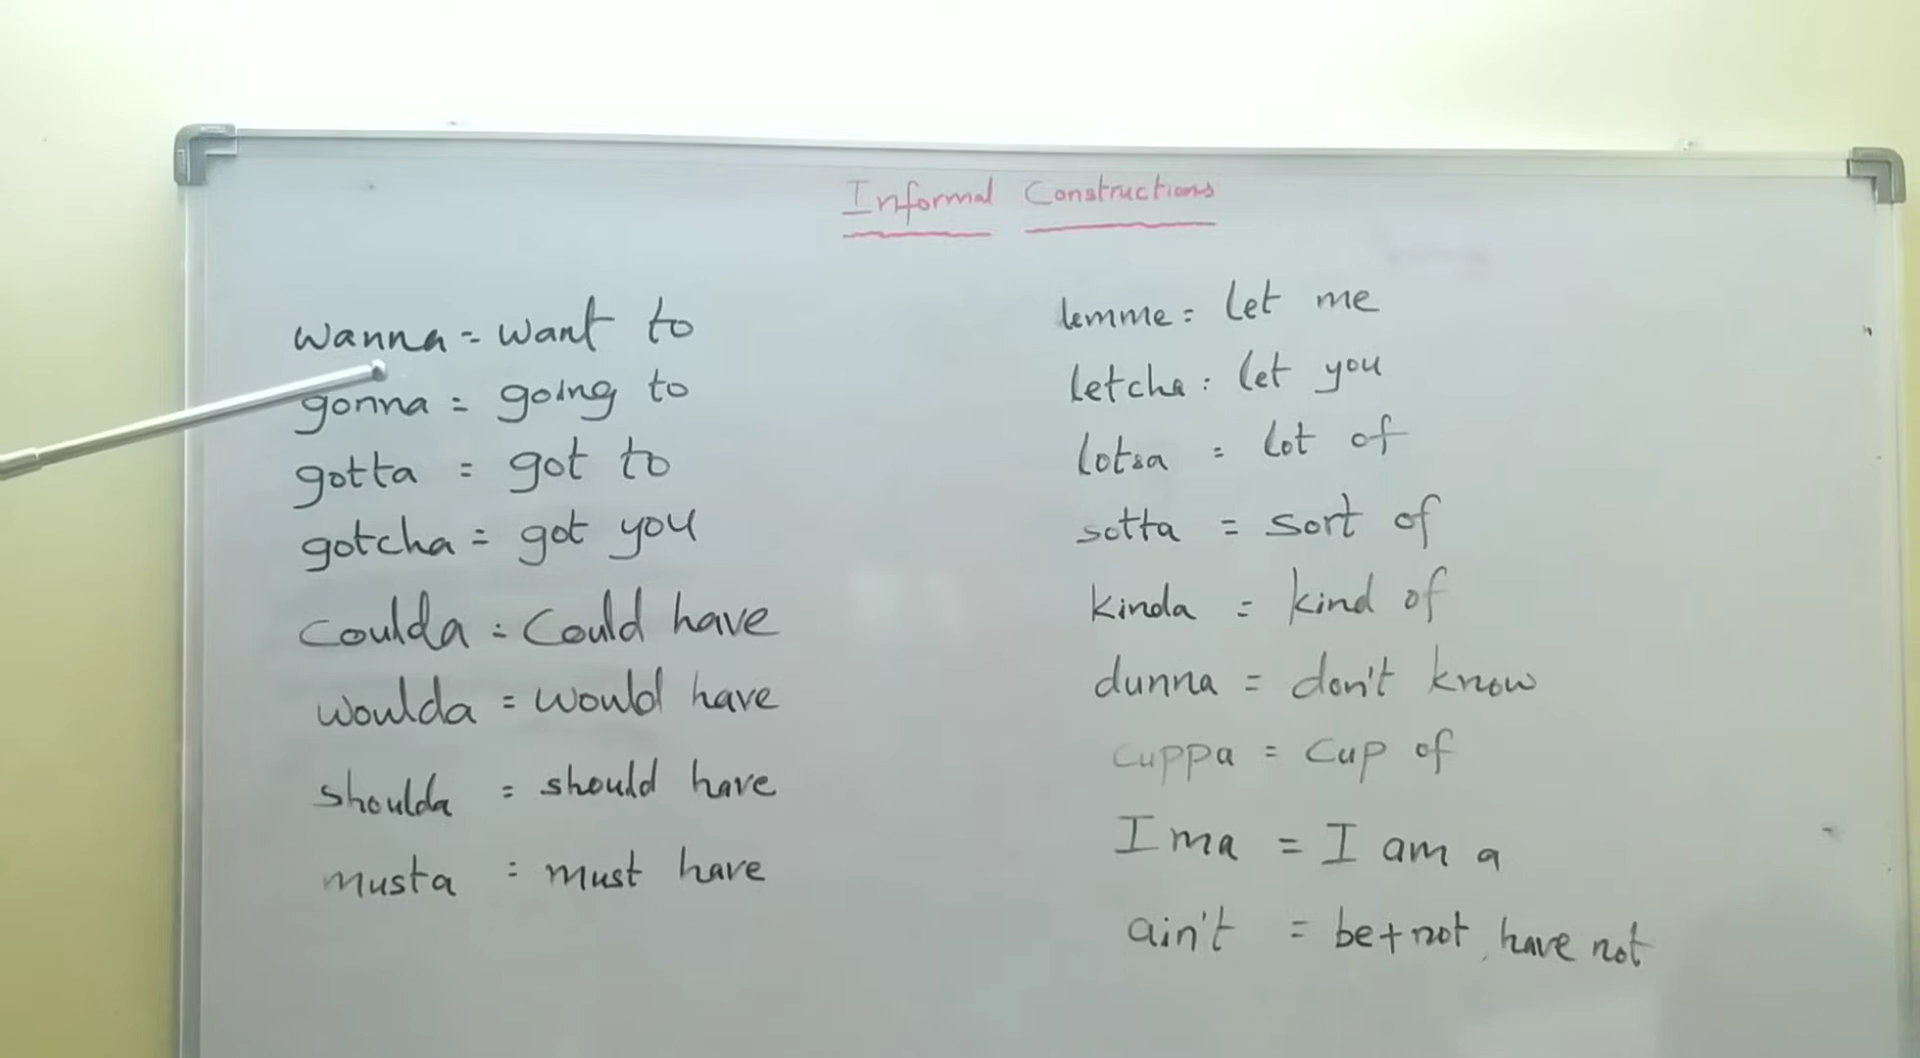 Informal Constructions
wanna = want to
gonna = going to
gotta = got to
gotcha = got you
coulda = could have
woulda = would have
shoulda = should have
musta = must have
lemme = let me
letcha = let you
lotsa = lot of
sotta = sort of
kinda = kind of
dunna = don't know
cuppa = cup of
Ima = I am a
ain't = be+not, have not